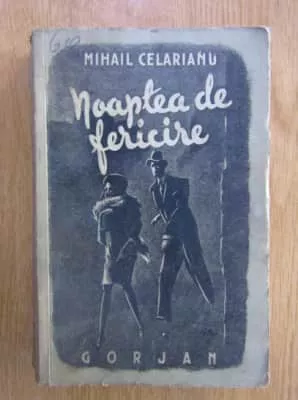 MIHAIL CELARIANU
Noaptea de
fericire
GORJAN